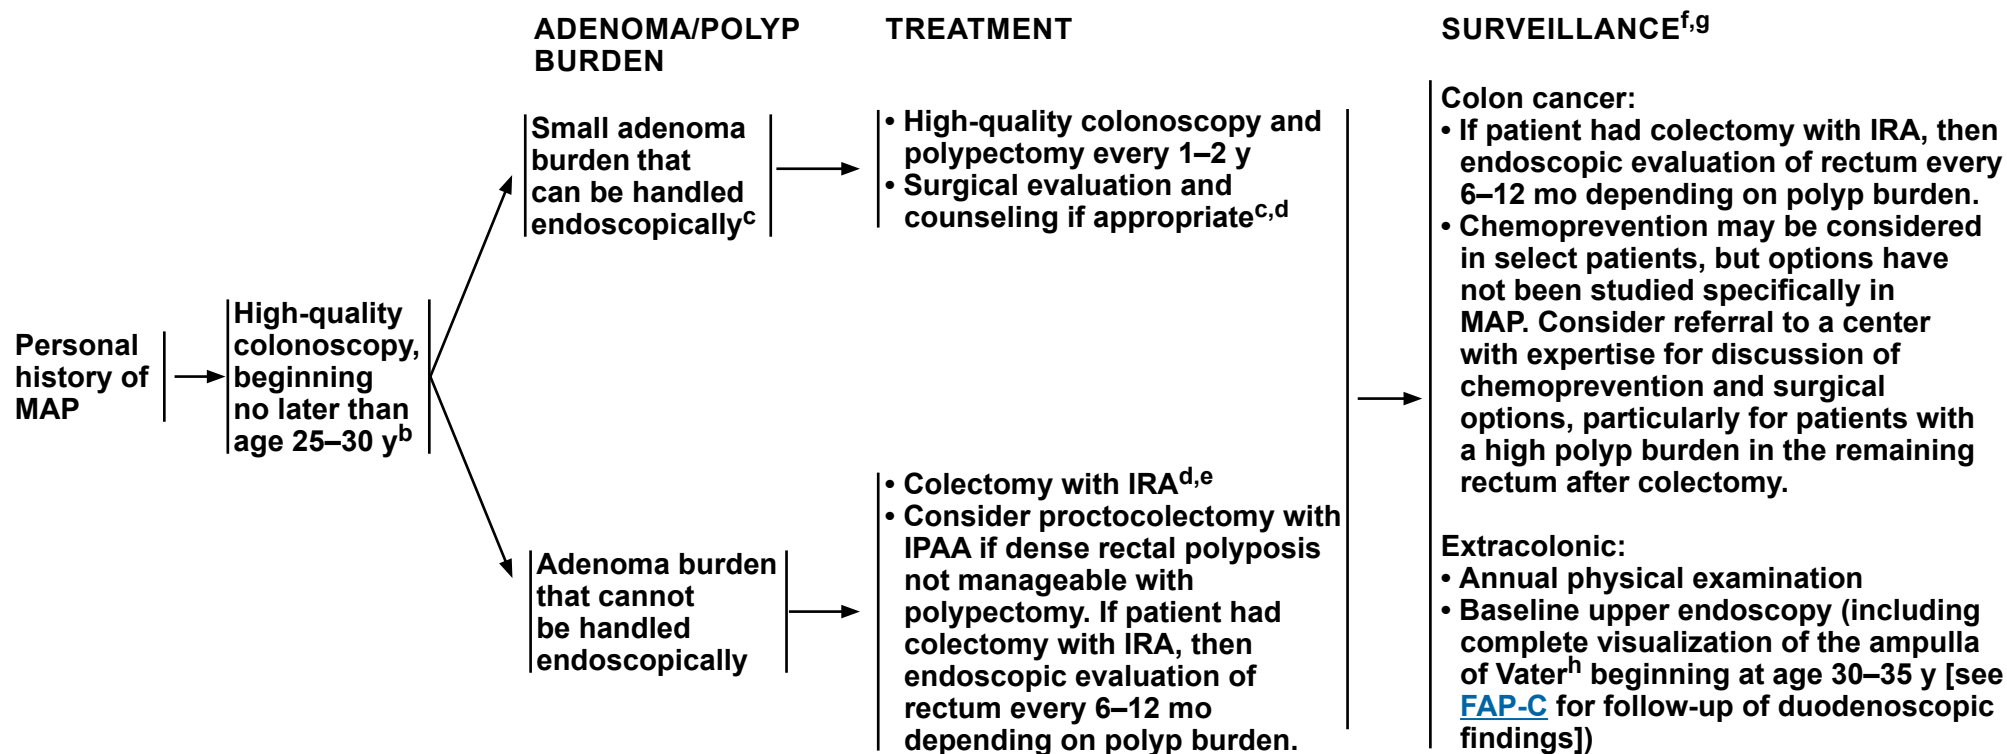 ADENOMA/POLYP
BURDEN
TREATMENT
SURVEILLANCEf,g
Personal
history of
MAP
High-quality
colonoscopy,
beginning
no later than
age 25–30 yb
Small adenoma
burden that
can be handled
endoscopicallyc
• High-quality colonoscopy and
polypectomy every 1–2 y
• Surgical evaluation and
counseling if appropriatec,d
Adenoma burden
that cannot
be handled
endoscopically
• Colectomy with IRAd,e
• Consider proctocolectomy with
IPAA if dense rectal polyposis
not manageable with
polypectomy. If patient had
colectomy with IRA, then
endoscopic evaluation of
rectum every 6–12 mo
depending on polyp burden.
Colon cancer:
• If patient had colectomy with IRA, then
endoscopic evaluation of rectum every
6–12 mo depending on polyp burden.
• Chemoprevention may be considered
in select patients, but options have
not been studied specifically in
MAP. Consider referral to a center
with expertise for discussion of
chemoprevention and surgical
options, particularly for patients with
a high polyp burden in the remaining
rectum after colectomy.
Extracolonic:
• Annual physical examination
• Baseline upper endoscopy (including
complete visualization of the ampulla
of Vaterh beginning at age 30–35 y [see
FAP-C for follow-up of duodenoscopic
findings])